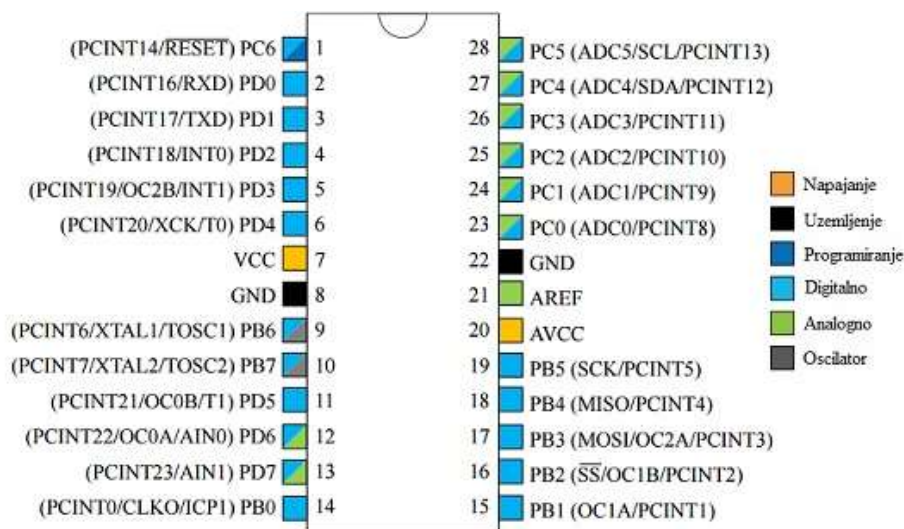 (PCINT14/RESET) PC6 1
(PCINT16/RXD) PD0 2
(PCINT17/TXD) PD1 3
(PCINT18/INT0) PD2 4
(PCINT19/OC2B/INT1) PD3 5
(PCINT20/XCK/T0) PD4 6
VCC 7
GND 8
(PCINT6/XTAL1/TOSC1) PB6 9
(PCINT7/XTAL2/TOSC2) PB7 10
(PCINT21/OC0B/T1) PD5 11
(PCINT22/OC0A/AIN0) PD6 12
(PCINT23/AIN1) PD7 13
(PCINT0/CLKO/ICP1) PB0 14
28 PC5 (ADC5/SCL/PCINT13)
27 PC4 (ADC4/SDA/PCINT12)
26 PC3 (ADC3/PCINT11)
25 PC2 (ADC2/PCINT10)
24 PC1 (ADC1/PCINT9)
23 PC0 (ADC0/PCINT8)
22 GND
21 AREF
20 AVCC
19 PB5 (SCK/PCINT5)
18 PB4 (MISO/PCINT4)
17 PB3 (MOSI/OC2A/PCINT3)
16 PB2 (SS/OC1B/PCINT2)
15 PB1 (OC1A/PCINT1)
Napajanje
Uzemljenje
Programiranje
Digitalno
Analogno
Oscilator